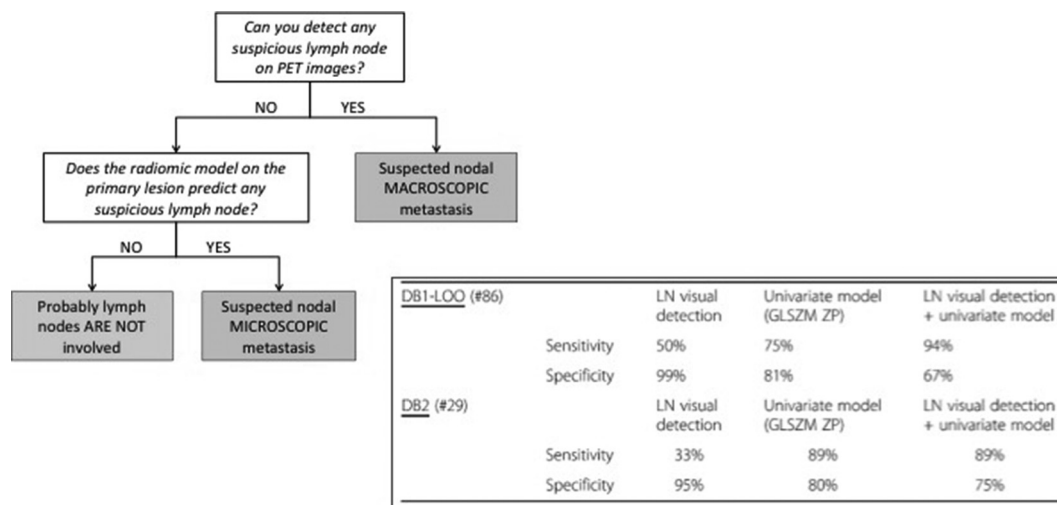 Can you detect any
suspicious lymph node
on PET images?
NO YES
Does the radiomic model on the
primary lesion predict any
suspicious lymph node?
Suspected nodal
MACROSCOPIC
metastasis
NO YES
Probably lymph
nodes ARE NOT
involved
Suspected nodal
MICROSCOPIC
metastasis
DB1-LOO (#86) LN visual detection Univariate model (GLSZM ZP) LN visual detection + univariate model
Sensitivity 50% 75% 94%
Specificity 99% 81% 67%
DB2 (#29) LN visual detection Univariate model (GLSZM ZP) LN visual detection + univariate model
Sensitivity 33% 89% 89%
Specificity 95% 80% 75%